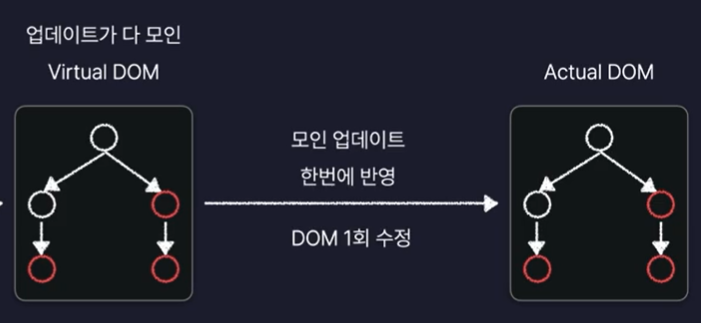 업데이트가 다 모인
Virtual DOM
모인 업데이트
한번에 반영
DOM 1회 수정
Actual DOM